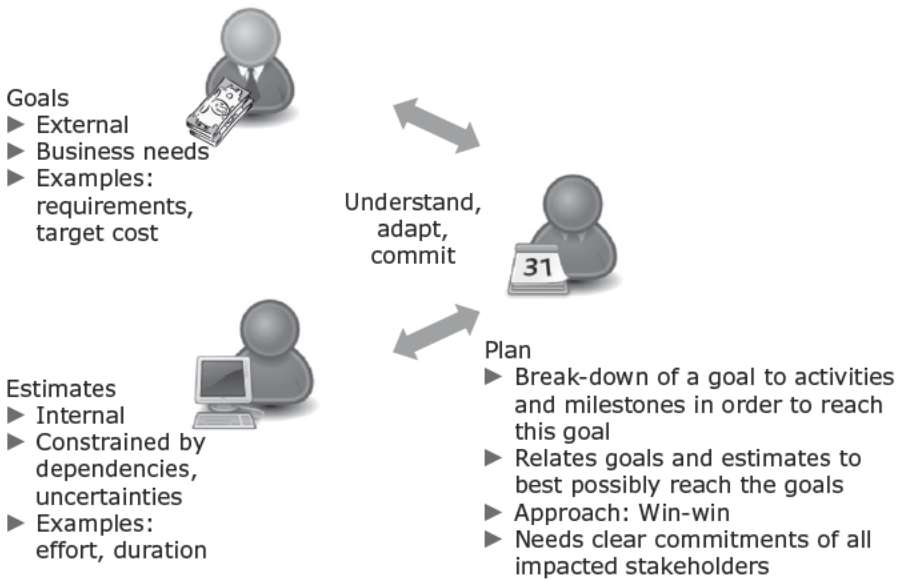 Goals
► External
► Business needs
► Examples:
requirements,
target cost
Understand,
adapt,
commit
31
Estimates
► Internal
► Constrained by
dependencies,
uncertainties
► Examples:
effort, duration
Plan
► Break-down of a goal to activities
and milestones in order to reach
this goal
► Relates goals and estimates to
best possibly reach the goals
► Approach: Win-win
► Needs clear commitments of all
impacted stakeholders